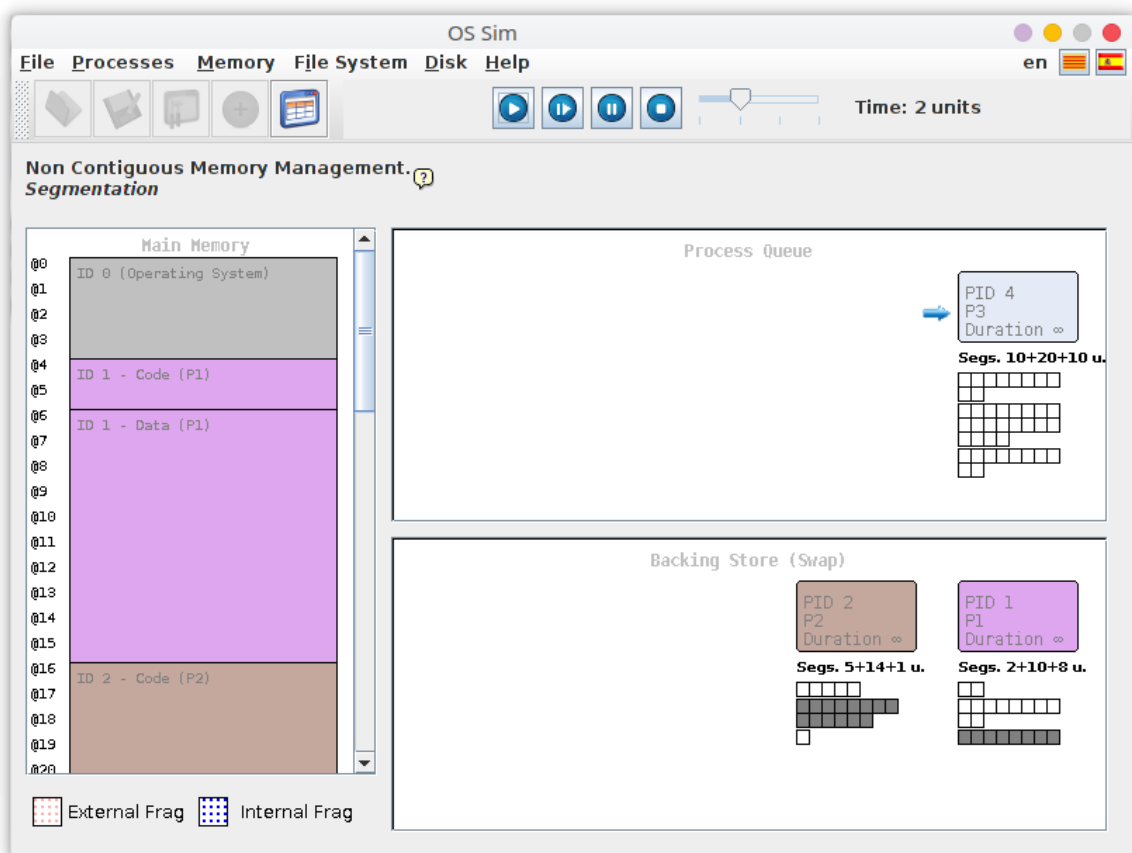 OS Sim
File Processes Memory File System Disk Help en
Time: 2 units
Non Contiguous Memory Management.
Segmentation
Main Memory
@0
ID 0 (Operating System)
@1
@2
@3
@4
ID 1 - Code (P1)
@5
@6
ID 1 - Data (P1)
@7
@8
@9
@10
@11
@12
@13
@14
@15
@16
ID 2 - Code (P2)
@17
@18
@19
@20
External Frag Internal Frag
Process Queue
PID 4
P3
Duration ∞
Segs. 10+20+10 u.
Backing Store (Swap)
PID 2
P2
Duration ∞
Segs. 5+14+1 u.
PID 1
P1
Duration ∞
Segs. 2+10+8 u.